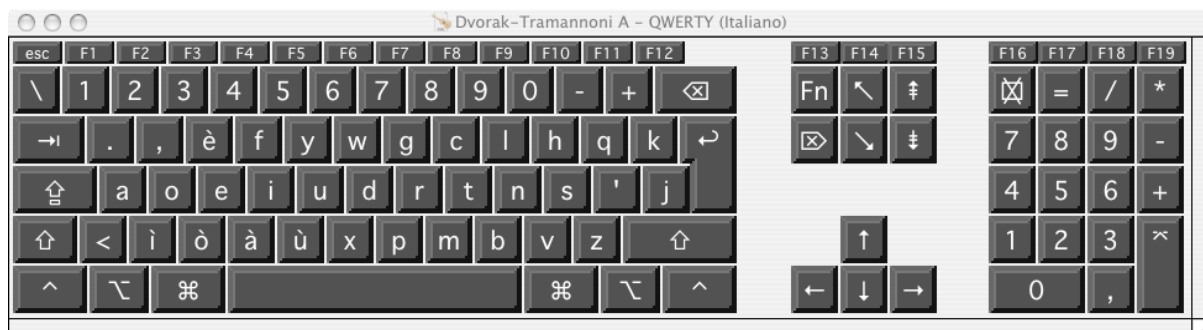 Dvorak-Tramannoni A - QWERTY (Italiano)
esc F1 F2 F3 F4 F5 F6 F7 F8 F9 F10 F11 F12 F13 F14 F15 F16 F17 F18 F19
\ 1 2 3 4 5 6 7 8 9 0 - + ⌫ Fn ↖ ⇞ = / *
⇥ . , è f y w g c l h q k ↩ ⌦ ↘ ⇟ 7 8 9 -
⇪ a o e i u d r t n s ' j 4 5 6 +
⇧ < ì ò à ù x p m b v z ⇧ ↑ 1 2 3 ⌤
^ ⌥ ⌘ ⌘ ⌥ ^ ← ↓ → 0 ,